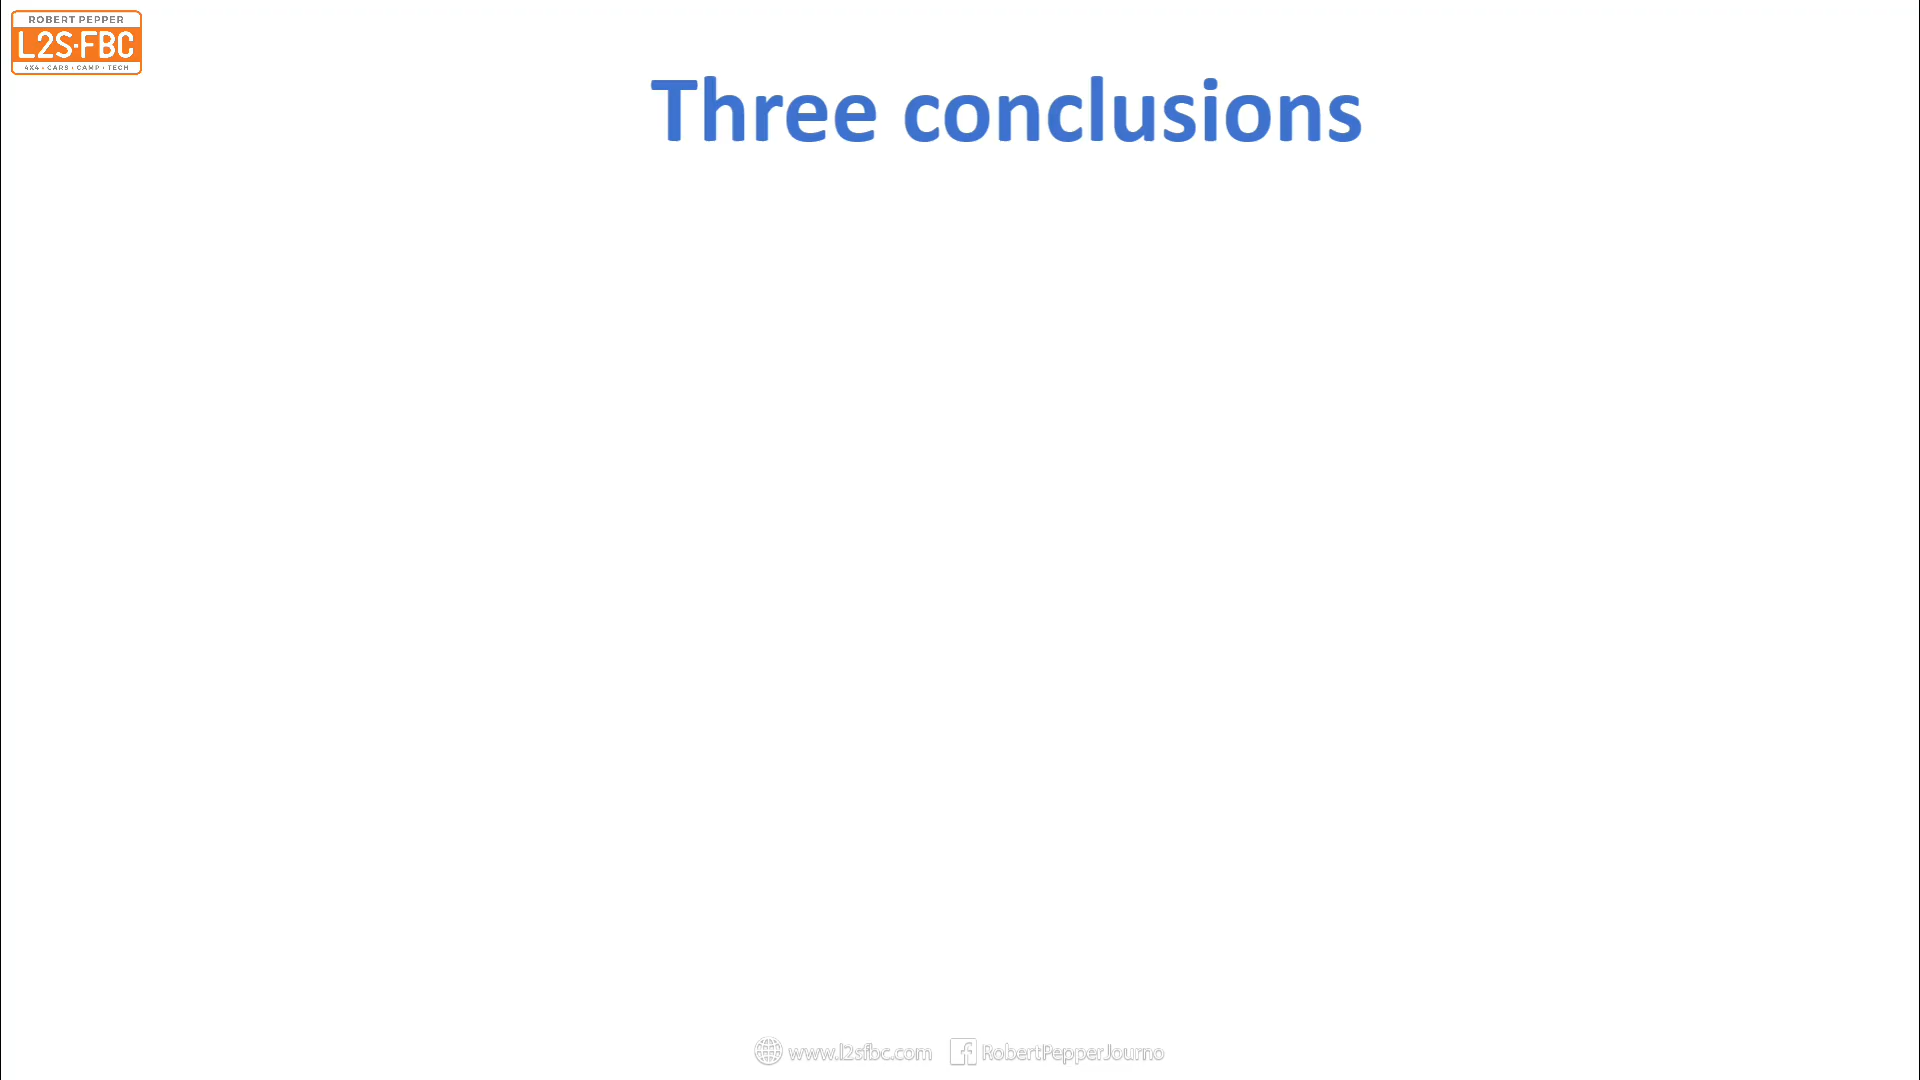 ROBERT PEPPER
L2S·FBC
4X4 • CARS • CAMP • TECH
Three conclusions
www.l2sfbc.com RobertPepperJourno